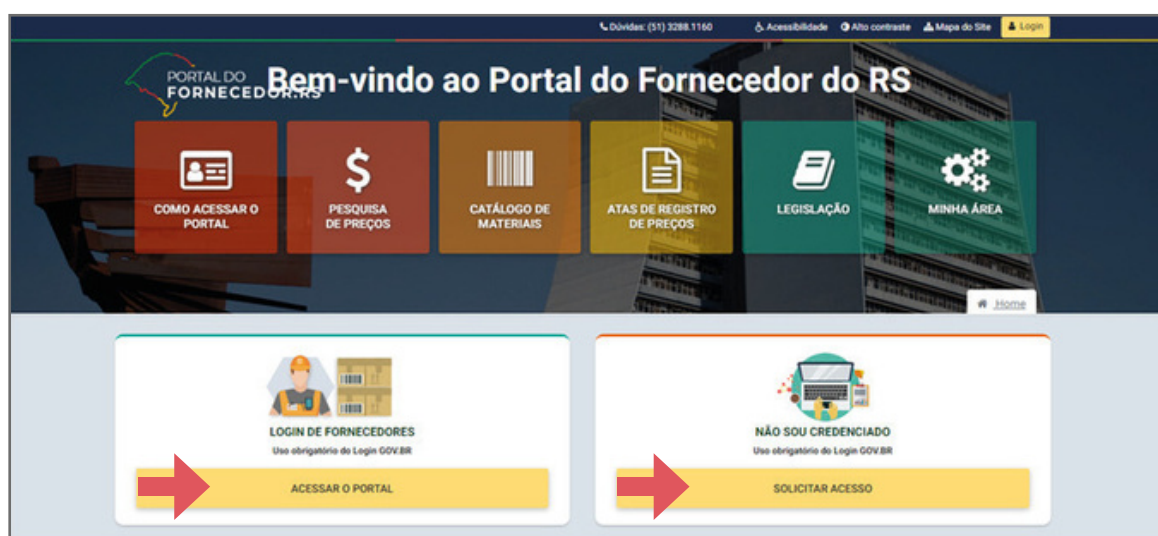 Dúvidas: (51) 3288.1160 Acessibilidade Alto contraste Mapa do Site Login
PORTAL DO
FORNECEDOR.RS
Bem-vindo ao Portal do Fornecedor do RS
COMO ACESSAR O
PORTAL
PESQUISA
DE PREÇOS
CATÁLOGO DE
MATERIAIS
ATAS DE REGISTRO
DE PREÇOS
LEGISLAÇÃO
MINHA ÁREA
Home
LOGIN DE FORNECEDORES
Uso obrigatório do Login GOV.BR
ACESSAR O PORTAL
NÃO SOU CREDENCIADO
Uso obrigatório do Login GOV.BR
SOLICITAR ACESSO